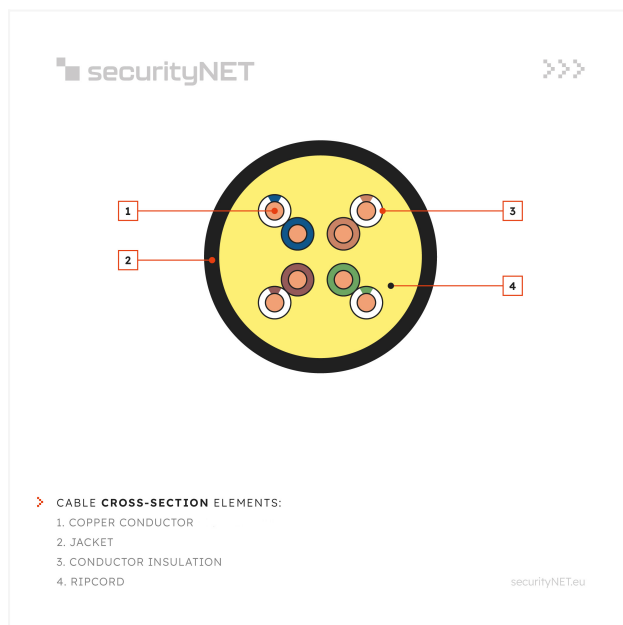 securityNET
1
3
2
4
CABLE CROSS-SECTION ELEMENTS:
1. COPPER CONDUCTOR
2. JACKET
3. CONDUCTOR INSULATION
4. RIPCORD
securityNET.eu